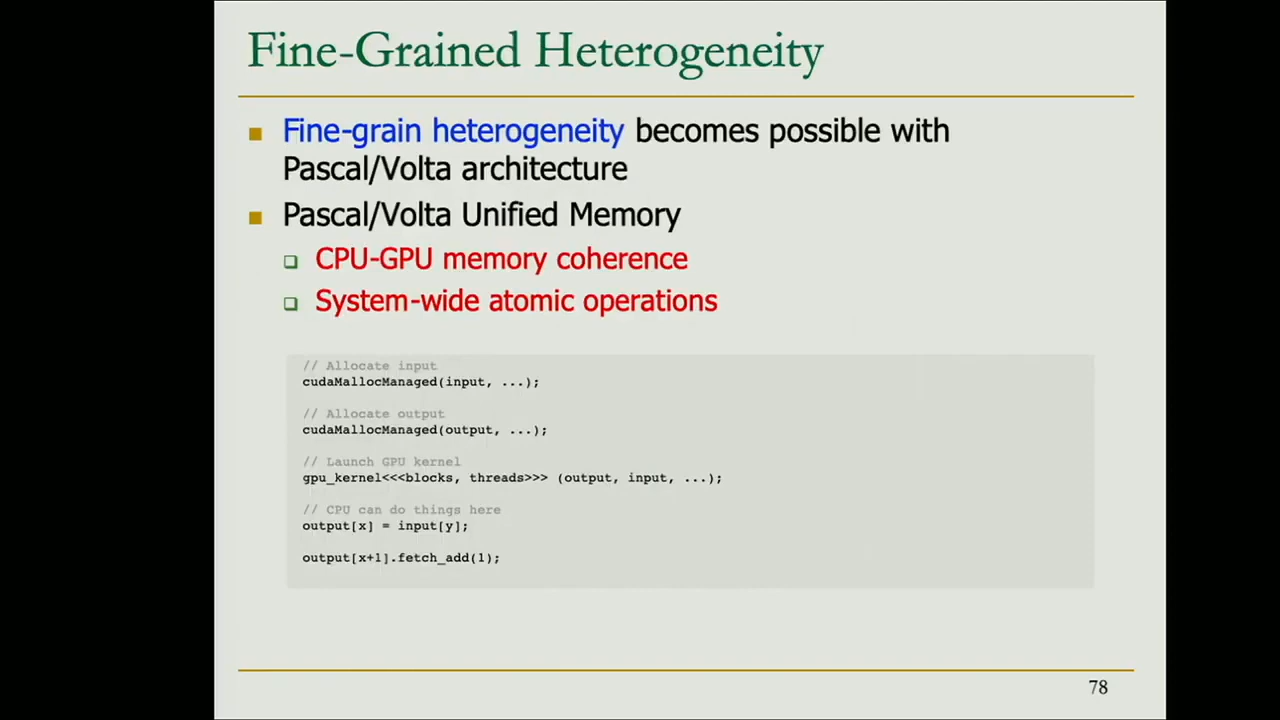 Fine-Grained Heterogeneity
Fine-grain heterogeneity becomes possible with
Pascal/Volta architecture
Pascal/Volta Unified Memory
CPU-GPU memory coherence
System-wide atomic operations
// Allocate input
cudaMallocManaged(input, ...);
// Allocate output
cudaMallocManaged(output, ...);
// Launch GPU kernel
gpu_kernel<<<blocks, threads>>> (output, input, ...);
// CPU can do things here
output[x] = input[y];
output[x+1].fetch_add(1);
78